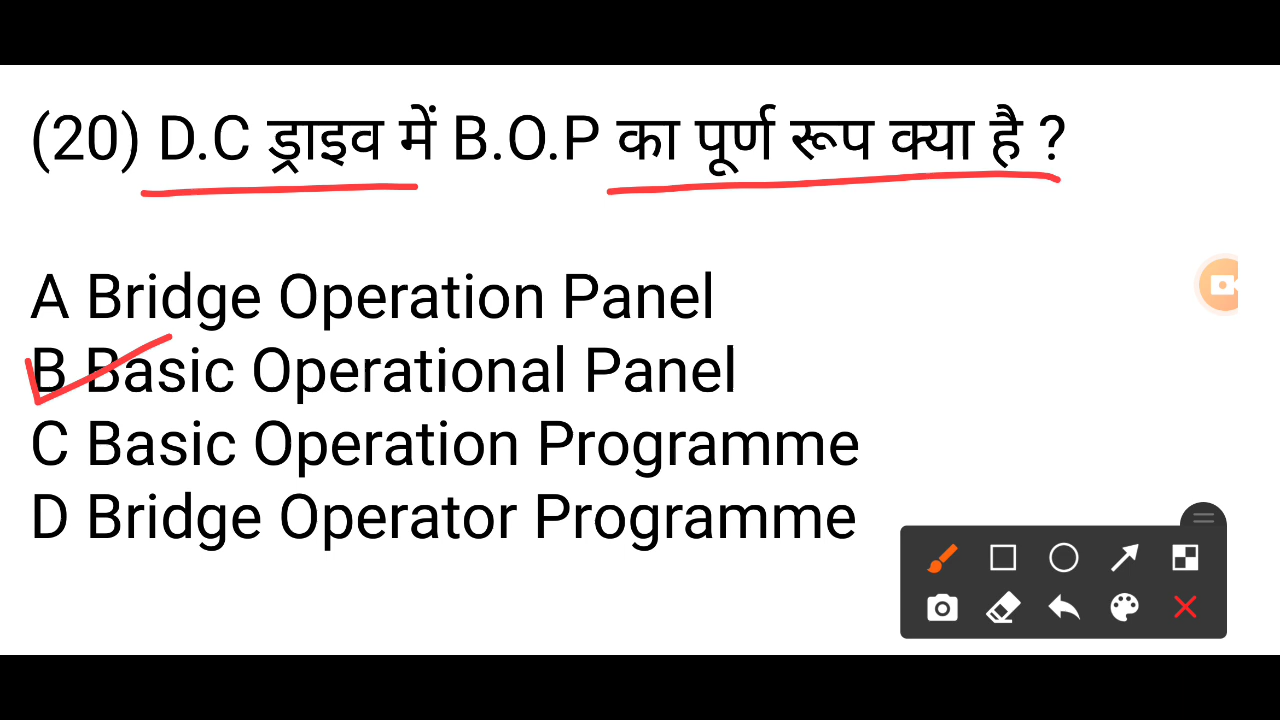 (20) D.C ड्राइव में B.O.P का पूर्ण रूप क्या है ?
A Bridge Operation Panel
B Basic Operational Panel
C Basic Operation Programme
D Bridge Operator Programme